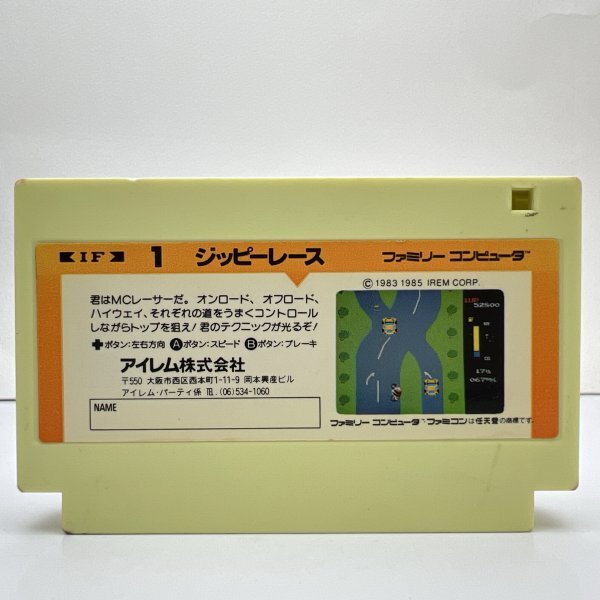 IF 1 ジッピーレース ファミリー コンピュータ™
© 1983 1985 IREM CORP.
君はMCレーサーだ。オンロード、オフロード、
ハイウェイ、それぞれの道をうまくコントロール
しながらトップを狙え!君のテクニックが光るぞ!
✚ボタン:左右方向 Ⓐボタン:スピード Ⓑボタン:ブレーキ
アイレム株式会社
〒550 大阪市西区西本町1-11-9 岡本興産ビル
アイレム・パーティ係 TEL (06)534-1060
NAME
1UP
52500
ファミリー コンピュータ・ファミコンは任天堂の商標です。